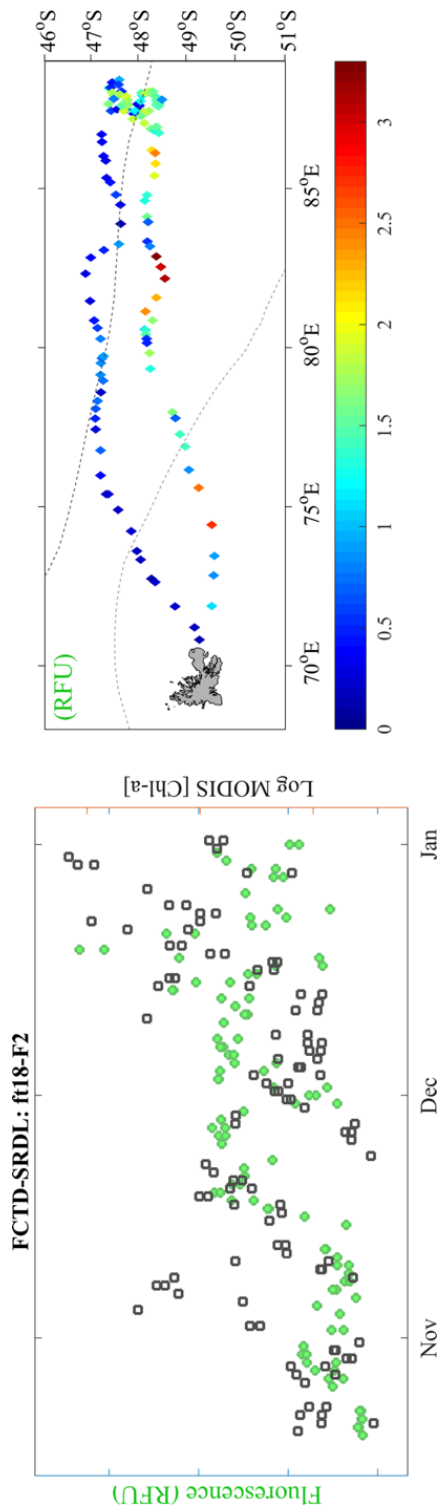 FCTD-SRDL: ft18-F2
Fluorescence (RFU)
Log MODIS [Chl-a]
Nov
Dec
Jan
(RFU)
46°S
47°S
48°S
49°S
50°S
51°S
70°E
75°E
80°E
85°E
0
0.5
1
1.5
2
2.5
3